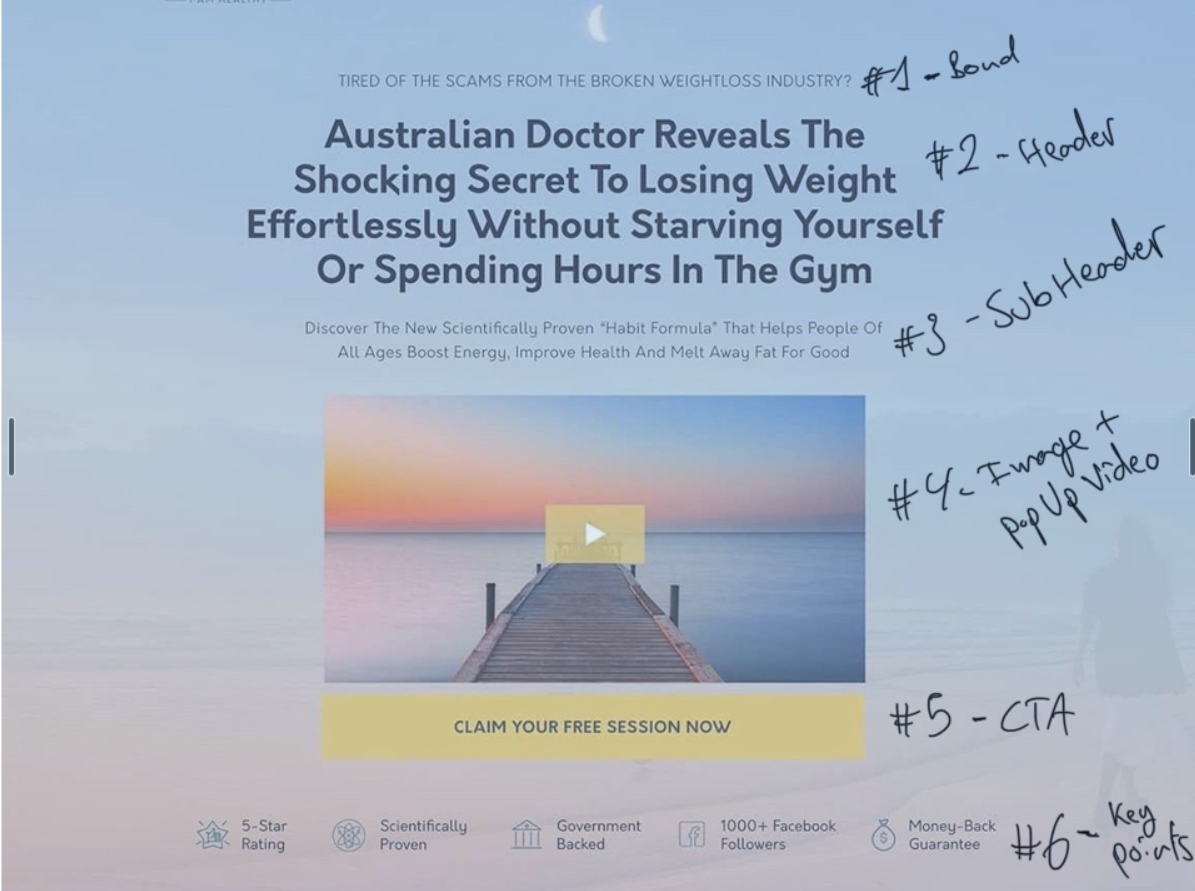 I AM HEALTHY
TIRED OF THE SCAMS FROM THE BROKEN WEIGHTLOSS INDUSTRY? #1 - Bond
Australian Doctor Reveals The
Shocking Secret To Losing Weight
Effortlessly Without Starving Yourself
Or Spending Hours In The Gym
#2 - Header
Discover The New Scientifically Proven "Habit Formula" That Helps People Of
All Ages Boost Energy, Improve Health And Melt Away Fat For Good
#3 - SubHeader
#4 - Image +
PopUp Video
CLAIM YOUR FREE SESSION NOW
#5 - CTA
5-Star
Rating
Scientifically
Proven
Government
Backed
1000+ Facebook
Followers
Money-Back
Guarantee
#6 - Key
points